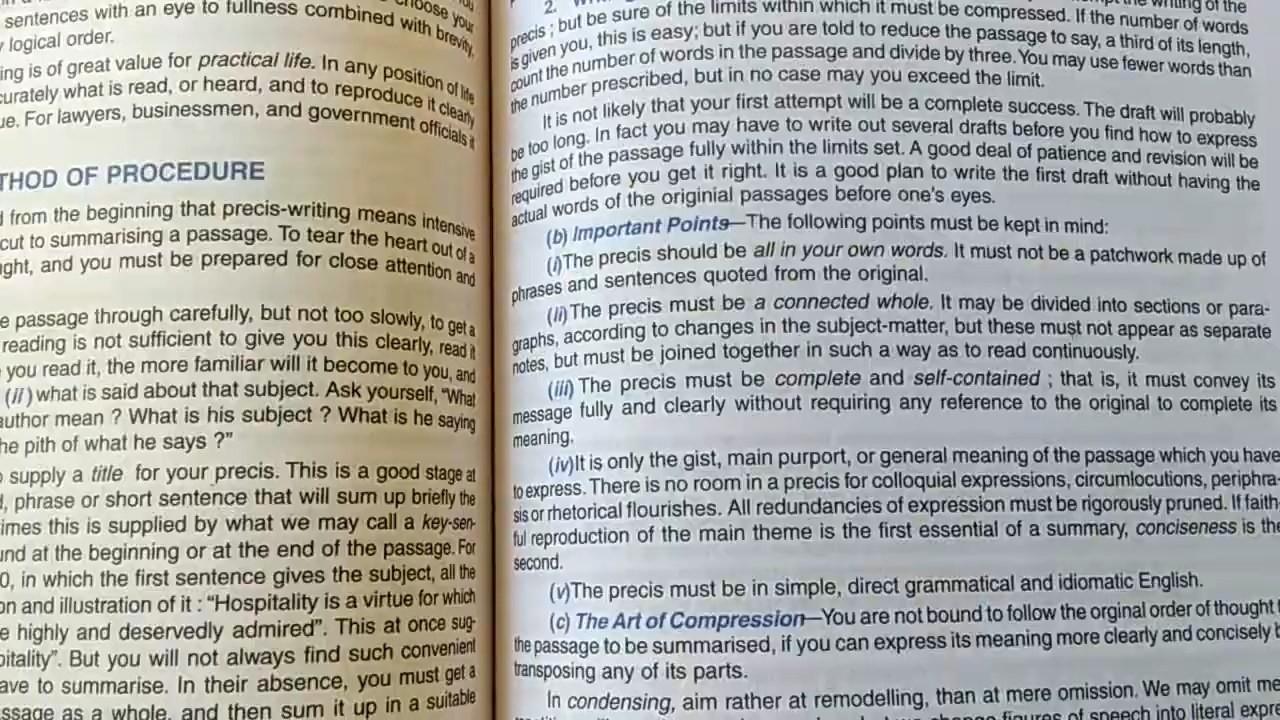 choose your
sentences with an eye to fullness combined with brevity,
logical order.
ing is of great value for practical life. In any position of life
curately what is read, or heard, and to reproduce it clearly
ue. For lawyers, businessmen, and government officials it
THOD OF PROCEDURE
from the beginning that precis-writing means intensive
cut to summarising a passage. To tear the heart out of a
ight, and you must be prepared for close attention and
e passage through carefully, but not too slowly, to get a
reading is not sufficient to give you this clearly, read it
you read it, the more familiar will it become to you, and
(ii) what is said about that subject. Ask yourself, “What
author mean ? What is his subject ? What is he saying
he pith of what he says ?”
supply a title for your precis. This is a good stage at
, phrase or short sentence that will sum up briefly the
imes this is supplied by what we may call a key-sen-
und at the beginning or at the end of the passage. For
0, in which the first sentence gives the subject, all the
on and illustration of it : “Hospitality is a virtue for which
e highly and deservedly admired”. This at once sug-
pitality”. But you will not always find such convenient
ave to summarise. In their absence, you must get a
ssage as a whole, and then sum it up in a suitable
2. writing of the
precis ; but be sure of the limits within which it must be compressed. If the number of words
is given you, this is easy; but if you are told to reduce the passage to say, a third of its length,
count the number of words in the passage and divide by three. You may use fewer words than
the number prescribed, but in no case may you exceed the limit.
It is not likely that your first attempt will be a complete success. The draft will probably
be too long. In fact you may have to write out several drafts before you find how to express
the gist of the passage fully within the limits set. A good deal of patience and revision will be
required before you get it right. It is a good plan to write the first draft without having the
actual words of the originial passages before one's eyes.
(b) Important Points—The following points must be kept in mind:
(i)The precis should be all in your own words. It must not be a patchwork made up of
phrases and sentences quoted from the original.
(ii)The precis must be a connected whole. It may be divided into sections or para-
graphs, according to changes in the subject-matter, but these must not appear as separate
notes, but must be joined together in such a way as to read continuously.
(iii) The precis must be complete and self-contained ; that is, it must convey its
message fully and clearly without requiring any reference to the original to complete its
meaning.
(iv)It is only the gist, main purport, or general meaning of the passage which you have
to express. There is no room in a precis for colloquial expressions, circumlocutions, periphra-
sis or rhetorical flourishes. All redundancies of expression must be rigorously pruned. If faith-
ful reproduction of the main theme is the first essential of a summary, conciseness is the
second.
(v)The precis must be in simple, direct grammatical and idiomatic English.
(c) The Art of Compression—You are not bound to follow the orginal order of thought
the passage to be summarised, if you can express its meaning more clearly and concisely b
transposing any of its parts.
In condensing, aim rather at remodelling, than at mere omission. We may omit me
change figures of speech into literal expre